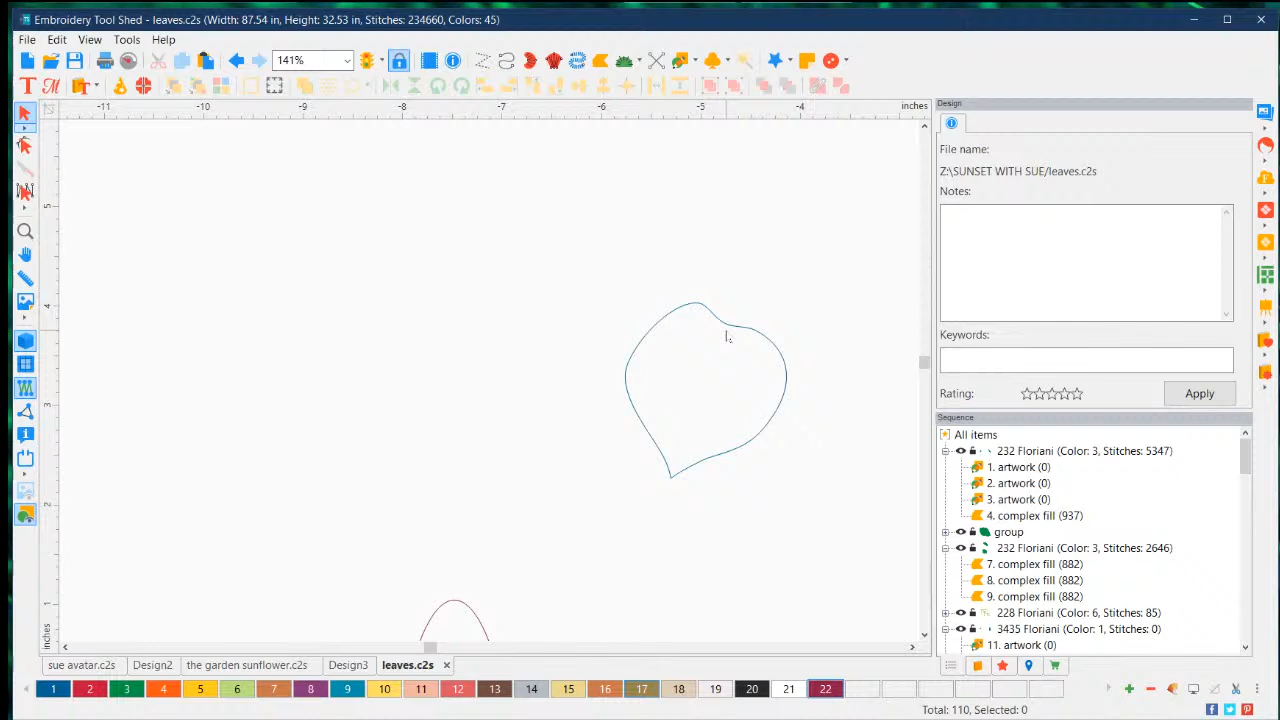 Embroidery Tool Shed - leaves.c2s (Width: 87.54 in, Height: 32.53 in, Stitches: 234660, Colors: 45)
File Edit View Tools Help
141%
-11 -10 -9 -8 -7 -6 -5 -4 inches
5
4
3
2
1
inches
Design
File name:
Z:\SUNSET WITH SUE/leaves.c2s
Notes:
Keywords:
Rating:
Apply
Sequence
All items
232 Floriani (Color: 3, Stitches: 5347)
1. artwork (0)
2. artwork (0)
3. artwork (0)
4. complex fill (937)
group
232 Floriani (Color: 3, Stitches: 2646)
7. complex fill (882)
8. complex fill (882)
9. complex fill (882)
228 Floriani (Color: 6, Stitches: 85)
3435 Floriani (Color: 1, Stitches: 0)
11. artwork (0)
sue avatar.c2s Design2 the garden sunflower.c2s Design3 leaves.c2s
1 2 3 4 5 6 7 8 9 10 11 12 13 14 15 16 17 18 19 20 21 22
Total: 110, Selected: 0